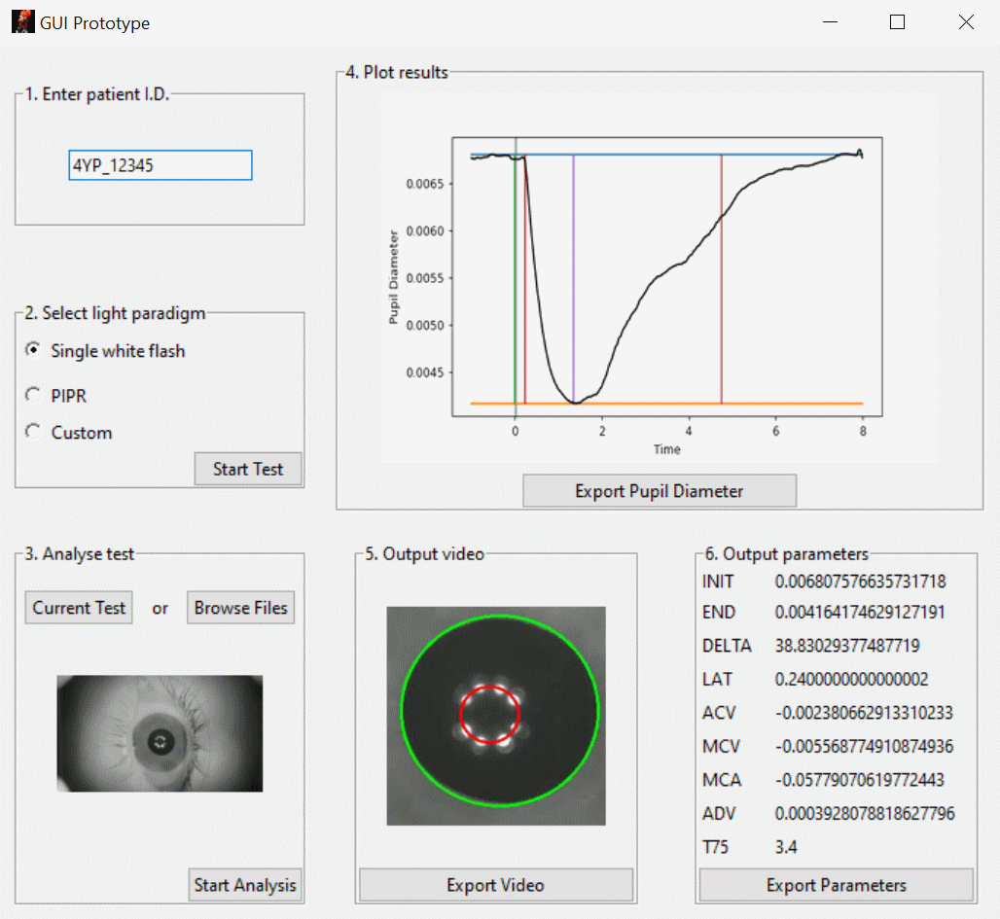 GUI Prototype
1. Enter patient I.D.
4YP_12345
2. Select light paradigm
Single white flash
PIPR
Custom
Start Test
3. Analyse test
Current Test or Browse Files
Start Analysis
4. Plot results
Pupil Diameter
0.0065
0.0060
0.0055
0.0050
0.0045
0 2 4 6 8
Time
Export Pupil Diameter
5. Output video
Export Video
6. Output parameters
INIT 0.006807576635731718
END 0.004164174629127191
DELTA 38.83029377487719
LAT 0.2400000000000002
ACV -0.002380662913310233
MCV -0.005568774910874936
MCA -0.05779070619772443
ADV 0.0003928078818627796
T75 3.4
Export Parameters